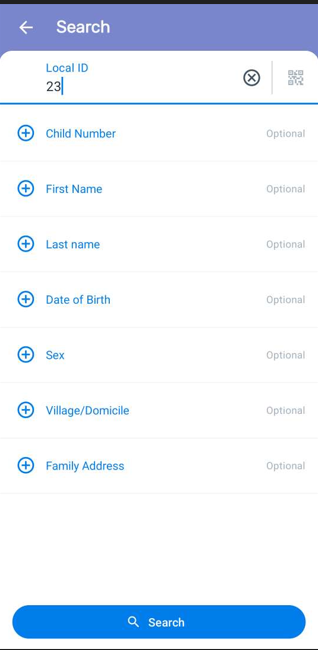 Search
Local ID
23
Child Number Optional
First Name Optional
Last name Optional
Date of Birth Optional
Sex Optional
Village/Domicile Optional
Family Address Optional
Search